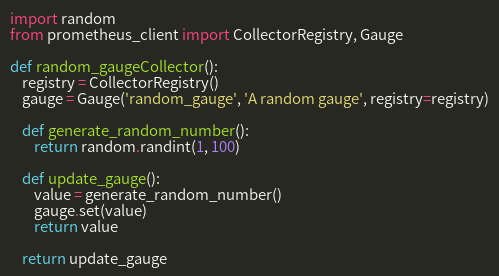 import random
from prometheus_client import CollectorRegistry, Gauge

def random_gaugeCollector():
    registry = CollectorRegistry()
    gauge = Gauge('random_gauge', 'A random gauge', registry=registry)

    def generate_random_number():
        return random.randint(1, 100)

    def update_gauge():
        value = generate_random_number()
        gauge.set(value)
        return value

    return update_gauge